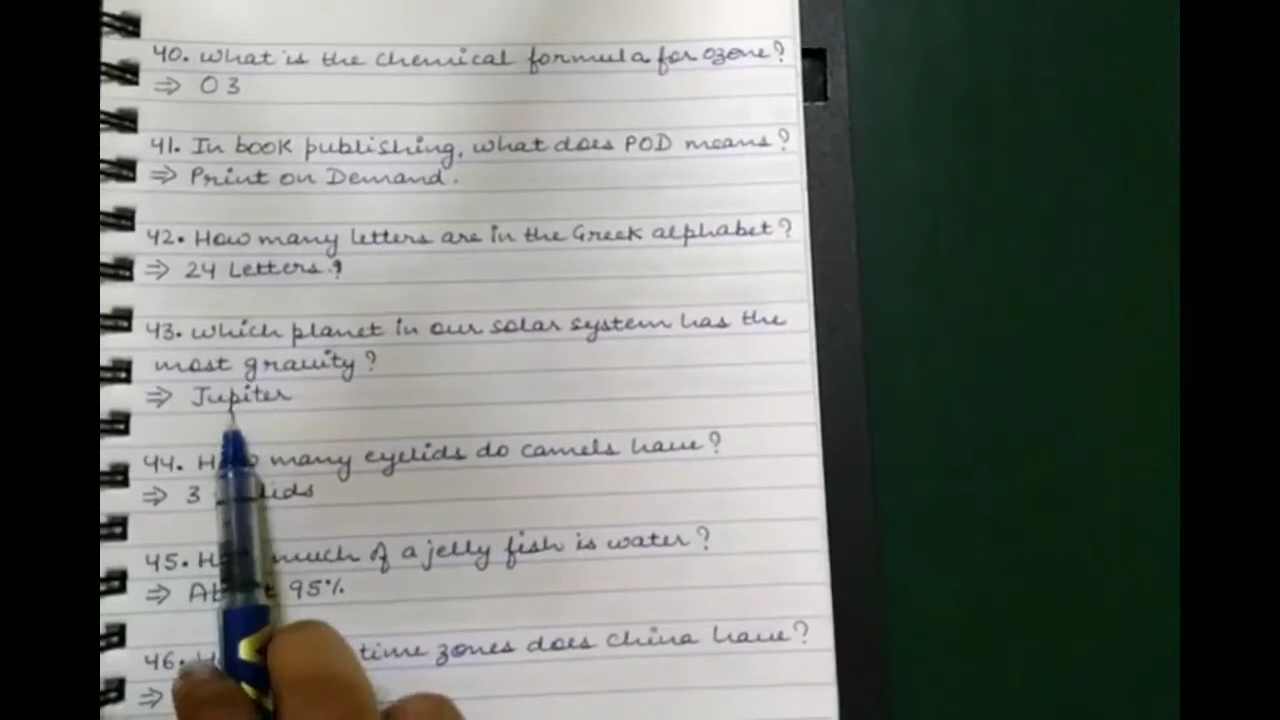 40. What is the chemical formula for ozone?
⇒ O3
41. In book publishing, what does POD means?
⇒ Print on Demand.
42. How many letters are in the Greek alphabet?
⇒ 24 Letters.
43. Which planet in our solar system has the
most gravity?
⇒ Jupiter
44. many eyelids do camels have?
⇒ 3
45. much of a jelly fish is water?
⇒ 95%
46. time zones does china have?
⇒